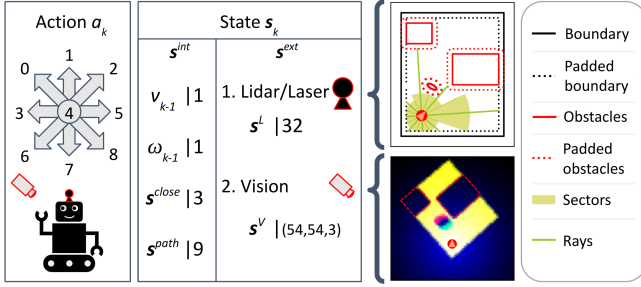 Action a_k
0 1 2
3 4 5
6 7 8
State s_k
s^int
v_k-1 |1
ω_k-1 |1
s^close |3
s^path |9
s^ext
1. Lidar/Laser
s^L |32
2. Vision
s^V |(54,54,3)
Boundary
Padded
boundary
Obstacles
Padded
obstacles
Sectors
Rays